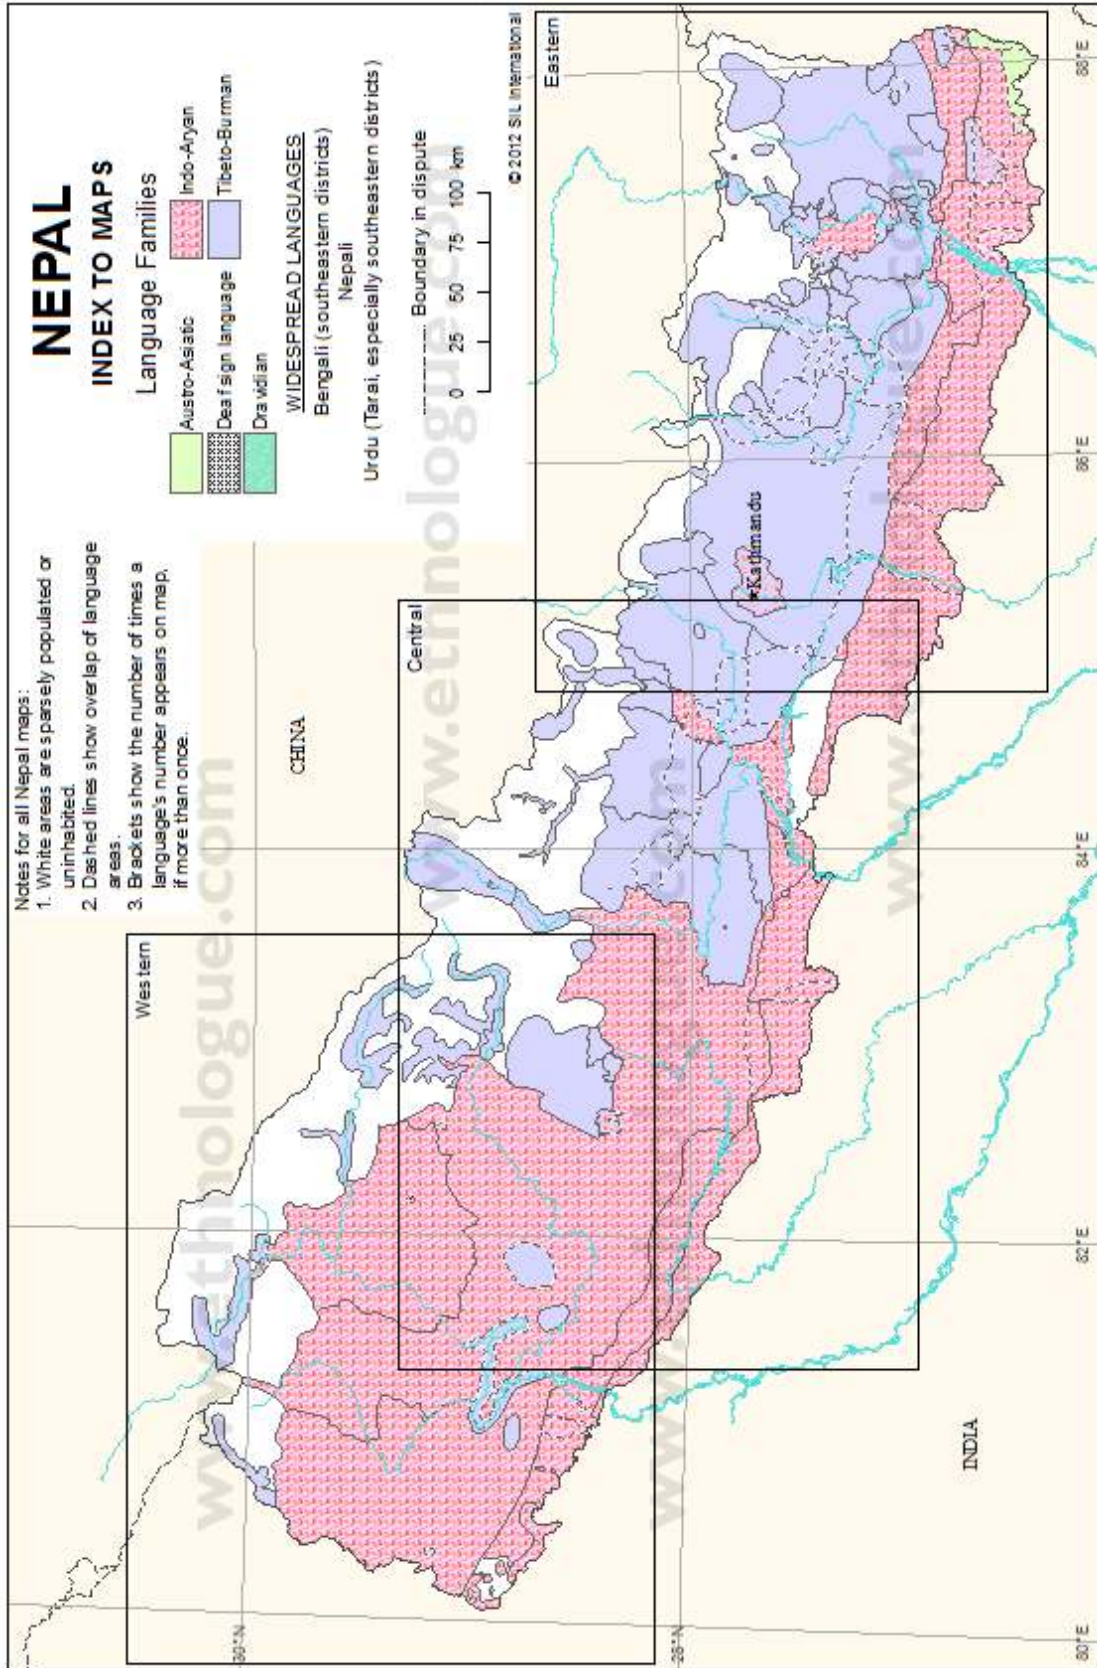 NEPAL
INDEX TO MAPS
Language Families
Austro-Asiatic
Indo-Aryan
Deaf sign language
Tibeto-Burman
Dravidian
WIDESPREAD LANGUAGES
Bengali (southeastern districts)
Nepali
Urdu (Tarai, especially southeastern districts)
Boundary in dispute
0 25 50 75 100 km
© 2012 SIL International
Notes for all Nepal maps:
1. White areas are sparsely populated or
uninhabited.
2. Dashed lines show overlap of language
areas.
3. Brackets show the number of times a
language's number appears on map,
if more than once.
Western
Central
Eastern
CHINA
Kathmandu
INDIA
30°N
28°N
80°E
82°E
84°E
86°E
88°E
www.ethnologue.com
www.ethnologue.com